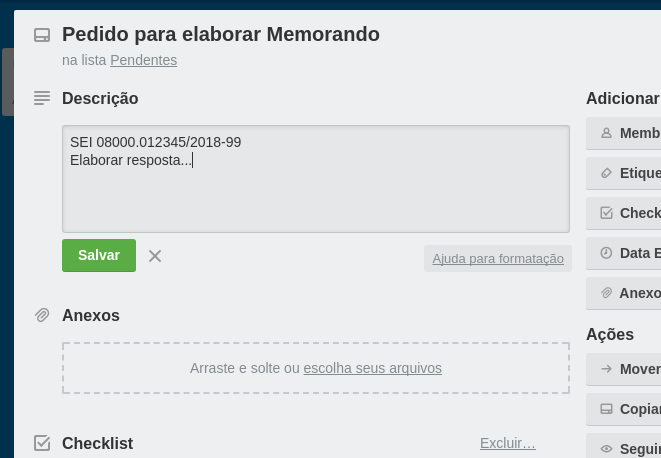 Pedido para elaborar Memorando
na lista Pendentes
Descrição
SEI 08000.012345/2018-99
Elaborar resposta...
Salvar
Ajuda para formatação
Anexos
Arraste e solte ou escolha seus arquivos
Checklist
Excluir…
Adicionar
Memb
Etique
Check
Data E
Anexo
Ações
Mover
Copiar
Seguir